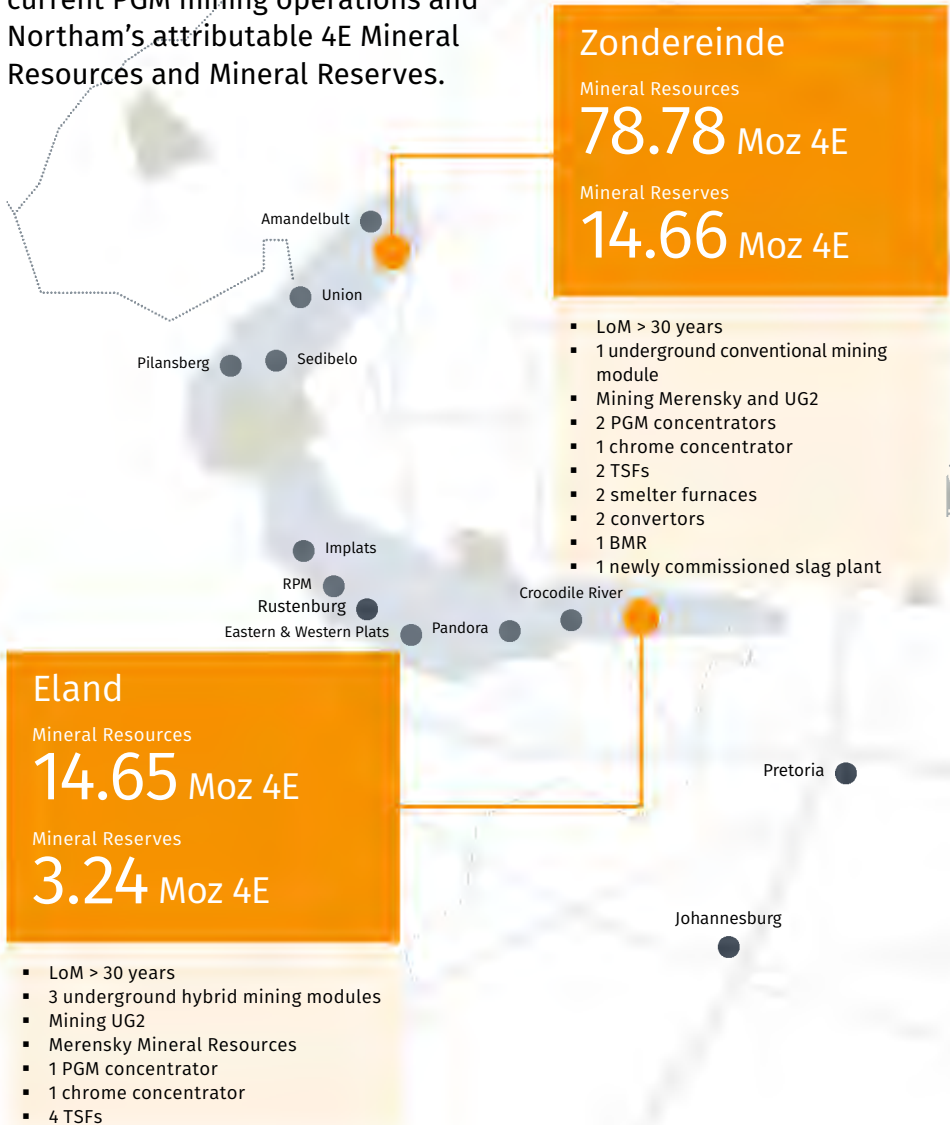 current PGM mining operations and
Northam's attributable 4E Mineral
Resources and Mineral Reserves.
Zondereinde
Mineral Resources
78.78 Moz 4E
Mineral Reserves
14.66 Moz 4E
▪ LoM > 30 years
▪ 1 underground conventional mining
module
▪ Mining Merensky and UG2
▪ 2 PGM concentrators
▪ 1 chrome concentrator
▪ 2 TSFs
▪ 2 smelter furnaces
▪ 2 convertors
▪ 1 BMR
▪ 1 newly commissioned slag plant
Amandelbult
Union
Pilansberg
Sedibelo
Implats
RPM
Rustenburg
Eastern & Western Plats
Pandora
Crocodile River
Eland
Mineral Resources
14.65 Moz 4E
Mineral Reserves
3.24 Moz 4E
▪ LoM > 30 years
▪ 3 underground hybrid mining modules
▪ Mining UG2
▪ Merensky Mineral Resources
▪ 1 PGM concentrator
▪ 1 chrome concentrator
▪ 4 TSFs
Pretoria
Johannesburg